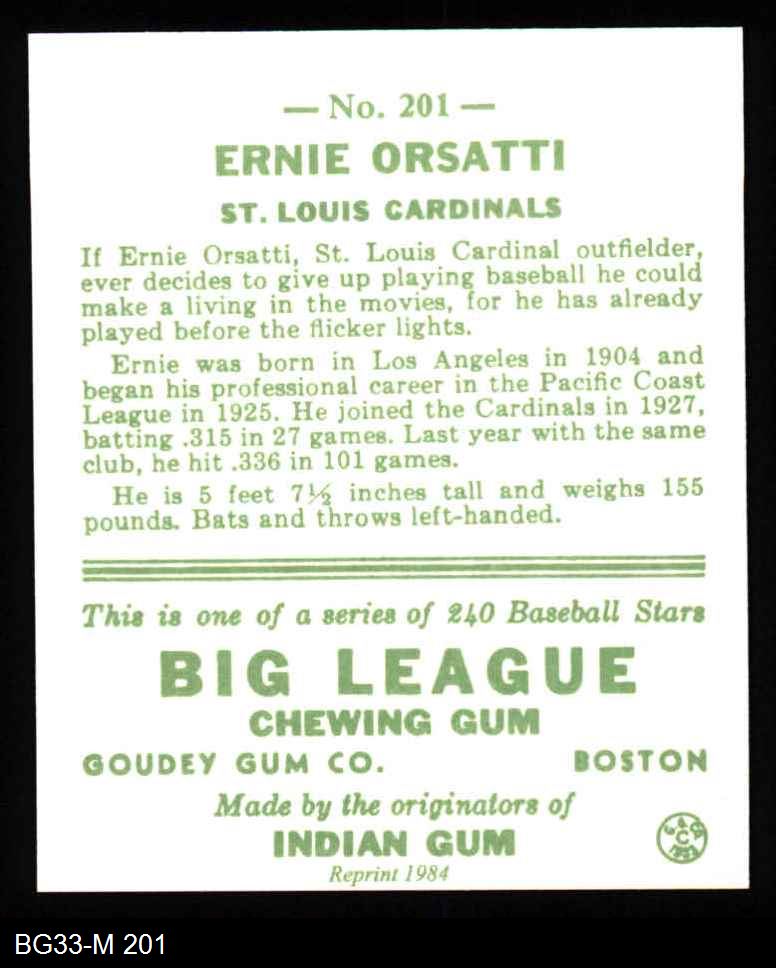 — No. 201 —
ERNIE ORSATTI
ST. LOUIS CARDINALS
If Ernie Orsatti, St. Louis Cardinal outfielder,
ever decides to give up playing baseball he could
make a living in the movies, for he has already
played before the flicker lights.
Ernie was born in Los Angeles in 1904 and
began his professional career in the Pacific Coast
League in 1925. He joined the Cardinals in 1927,
batting .315 in 27 games. Last year with the same
club, he hit .336 in 101 games.
He is 5 feet 7½ inches tall and weighs 155
pounds. Bats and throws left-handed.
This is one of a series of 240 Baseball Stars
BIG LEAGUE
CHEWING GUM
GOUDEY GUM CO. BOSTON
Made by the originators of
INDIAN GUM
Reprint 1984
BG33-M 201